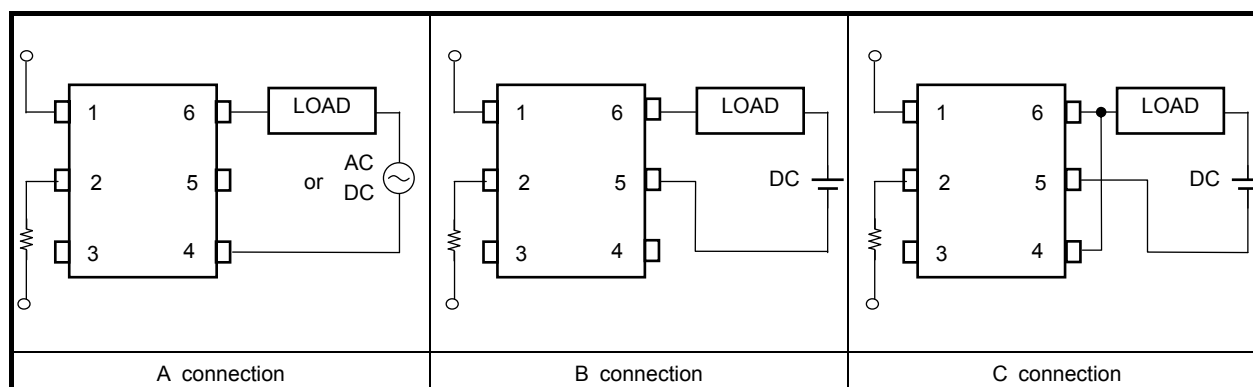 1 6 LOAD
2 5 or AC
DC
3 4
A connection
1 6 LOAD
2 5 DC
3 4
B connection
1 6 LOAD
2 5 DC
3 4
C connection